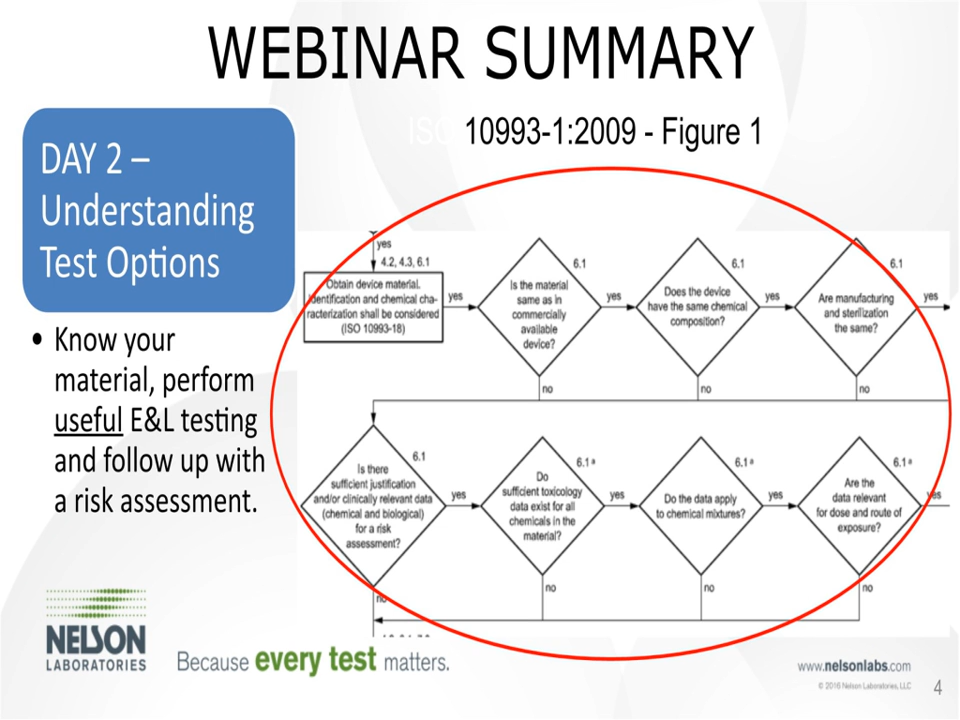 WEBINAR SUMMARY
DAY 2 –
Understanding
Test Options
ISO 10993-1:2009 - Figure 1
• Know your
material, perform
useful E&L testing
and follow up with
a risk assessment.
yes
4.2, 4.3, 6.1
Obtain device material.
Identification and chemical cha-
racterization shall be considered
(ISO 10993-18)
yes
6.1
Is the material
same as in
commercially
available
device?
yes
no
6.1
Does the device
have the same chemical
composition?
yes
no
6.1
Are manufacturing
and sterilization
the same?
yes
no
6.1
Is there
sufficient justification
and/or clinically relevant data
(chemical and biological)
for a risk
assessment?
yes
no
6.1 a
Do
sufficient toxicology
data exist for all
chemicals in the
material?
yes
no
6.1 a
Do the data apply
to chemical mixtures?
yes
no
6.1 a
Are the
data relevant
for dose and route of
exposure?
yes
no
NELSON
LABORATORIES
Because every test matters.
www.nelsonlabs.com
© 2016 Nelson Laboratories, LLC
4